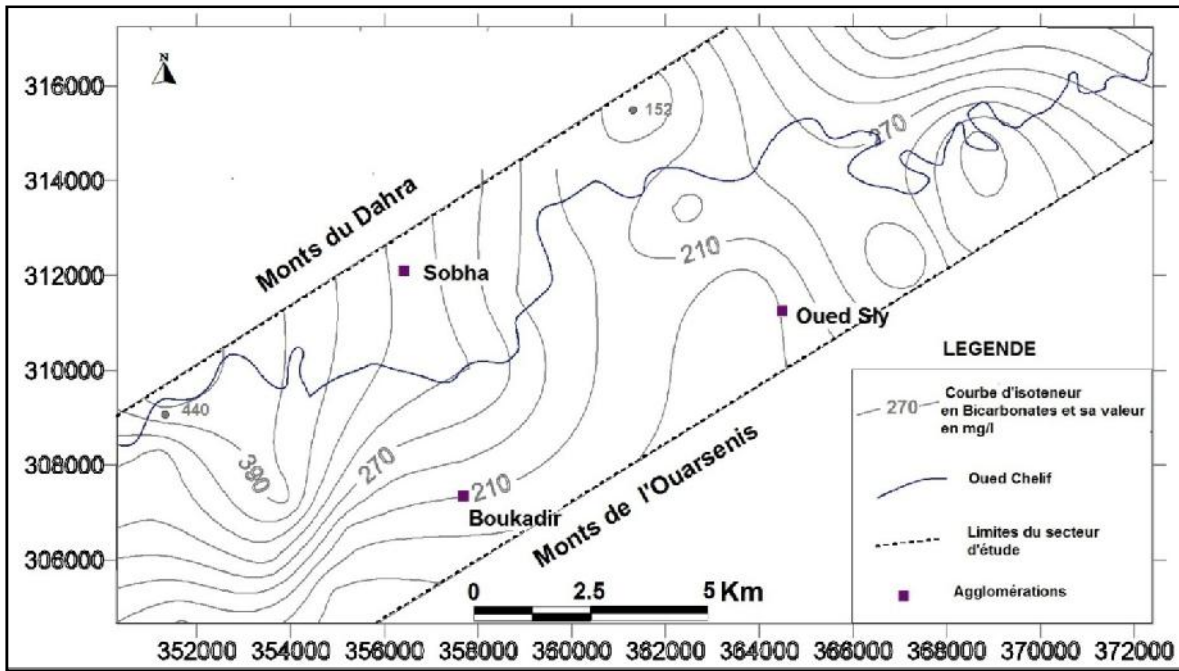 N
316000
314000
312000
310000
308000
306000
352000 354000 356000 358000 360000 362000 364000 366000 368000 370000 372000
Monts du Dahra
152
270
Sobha
210
Oued Sly
440
390
270
210
Boukadir
Monts de l'Ouarsenis
0 2.5 5 Km
LEGENDE
270 Courbe d'isoteneur
en Bicarbonates et sa valeur
en mg/l
Oued Chelif
Limites du secteur
d'étude
Agglomérations